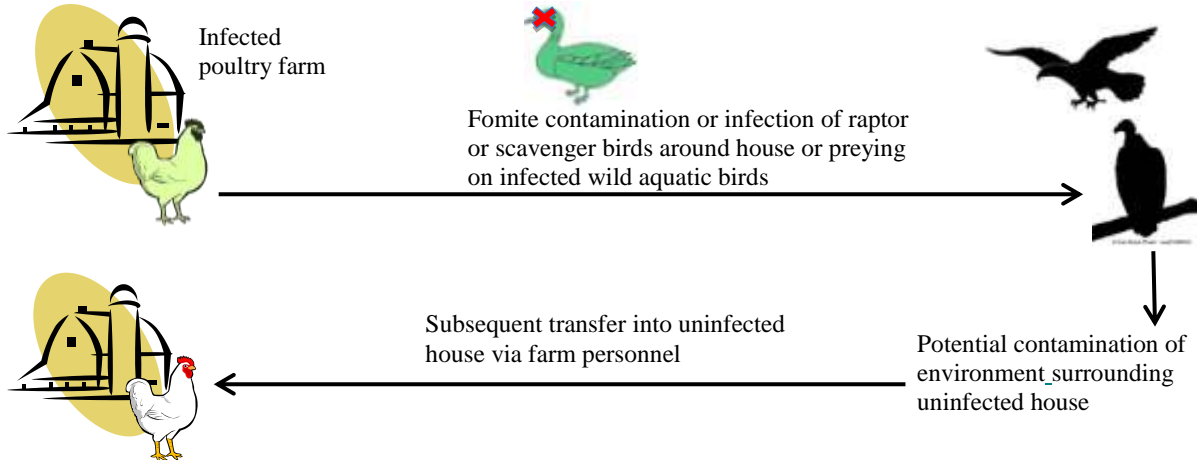 Infected
poultry farm
Fomite contamination or infection of raptor
or scavenger birds around house or preying
on infected wild aquatic birds
Subsequent transfer into uninfected
house via farm personnel
Potential contamination of
environment surrounding
uninfected house